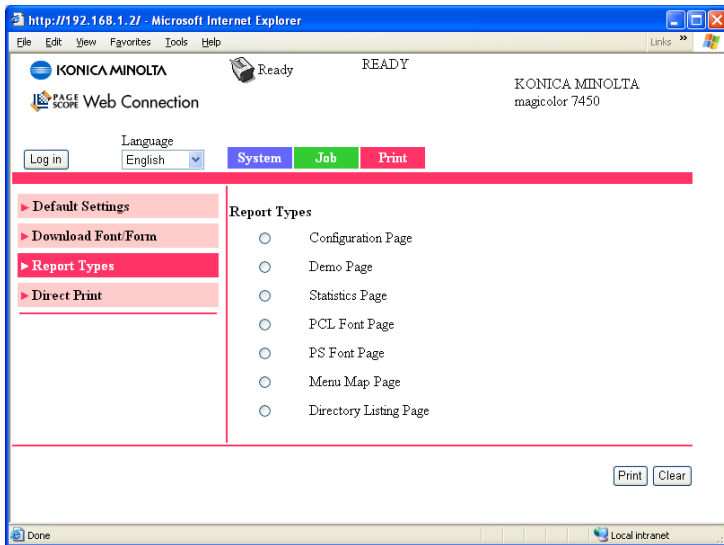 http://192.168.1.2/ - Microsoft Internet Explorer
File Edit View Favorites Tools Help
Links »
KONICA MINOLTA
Ready
READY
KONICA MINOLTA
magicolor 7450
PAGE SCOPE Web Connection
Language
Log in
English
System
Job
Print
Default Settings
Download Font/Form
Report Types
Direct Print
Report Types
Configuration Page
Demo Page
Statistics Page
PCL Font Page
PS Font Page
Menu Map Page
Directory Listing Page
Print
Clear
Done
Local intranet